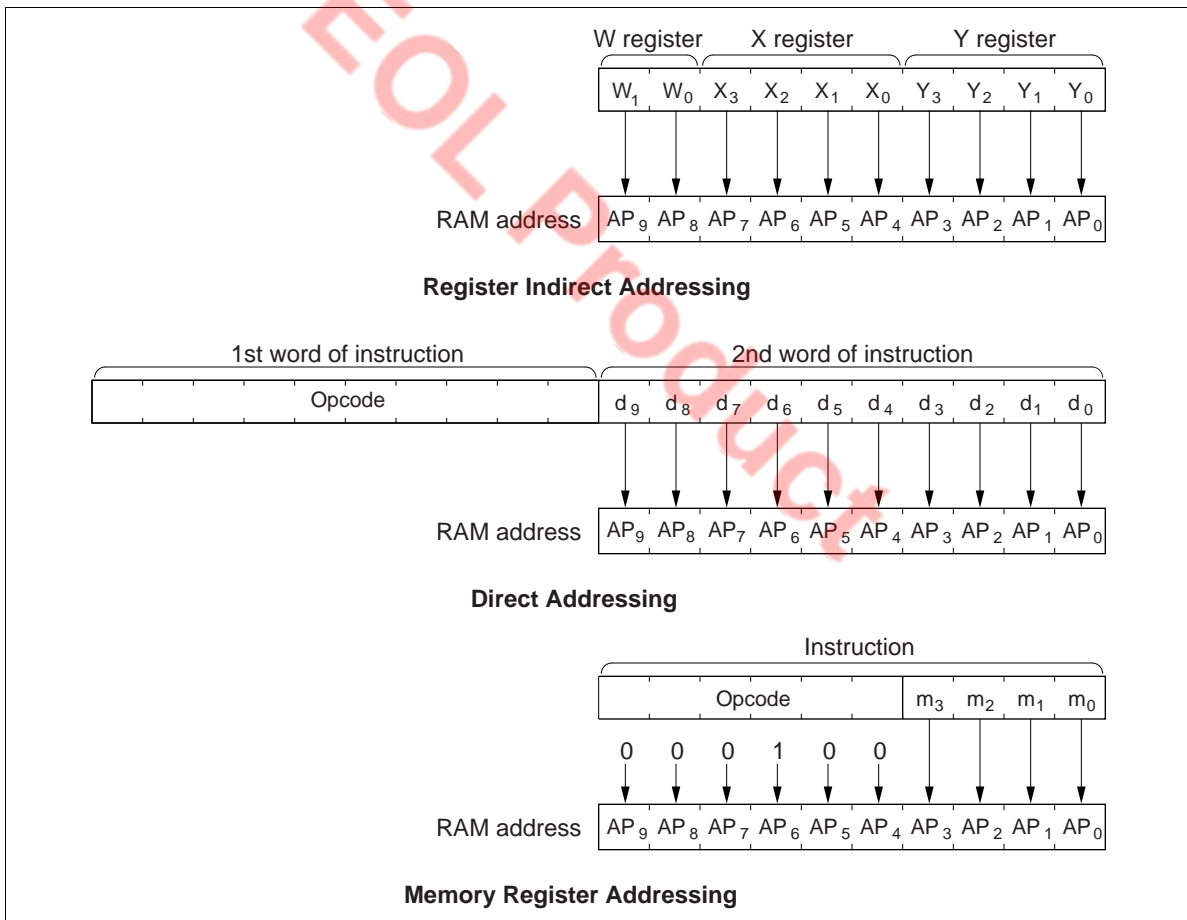 W register X register Y register
W1 W0 X3 X2 X1 X0 Y3 Y2 Y1 Y0
RAM address AP9 AP8 AP7 AP6 AP5 AP4 AP3 AP2 AP1 AP0
Register Indirect Addressing
1st word of instruction 2nd word of instruction
Opcode d9 d8 d7 d6 d5 d4 d3 d2 d1 d0
RAM address AP9 AP8 AP7 AP6 AP5 AP4 AP3 AP2 AP1 AP0
Direct Addressing
Instruction
Opcode m3 m2 m1 m0
0 0 0 1 0 0
RAM address AP9 AP8 AP7 AP6 AP5 AP4 AP3 AP2 AP1 AP0
Memory Register Addressing
EOL Product